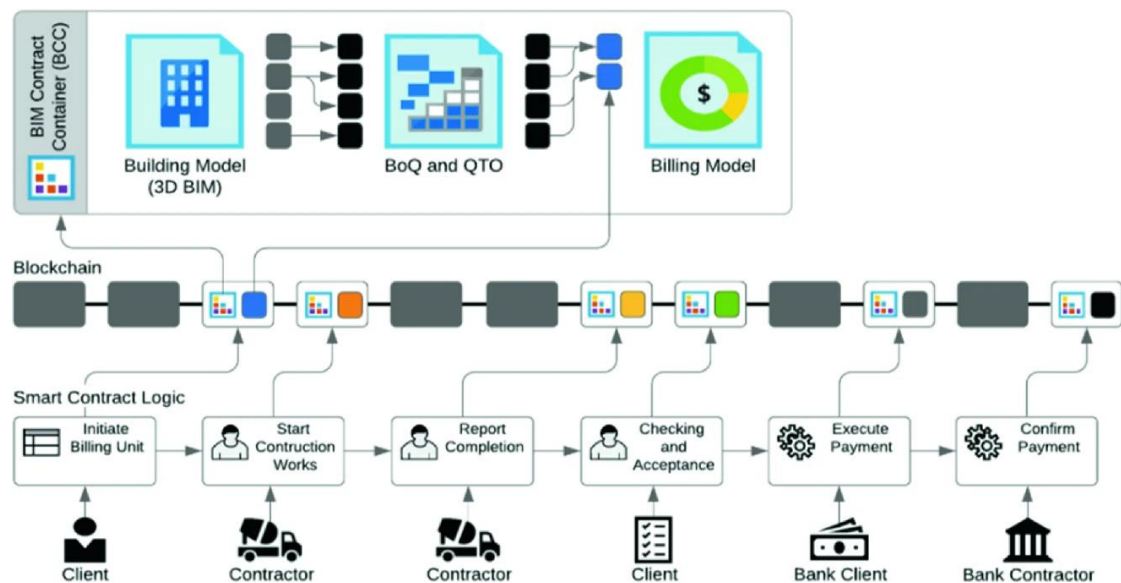 BIM Contract
Container (BCC)
Building Model
(3D BIM)
BoQ and QTO
$
Billing Model
Blockchain
Smart Contract Logic
Initiate
Billing Unit
Start
Contruction
Works
Report
Completion
Checking
and
Acceptance
Execute
Payment
Confirm
Payment
Client
Contractor
Contractor
Client
Bank Client
Bank Contractor